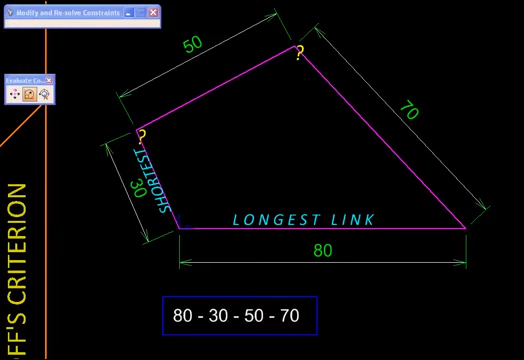 Modify and Re-solve Constraints
Evaluate Co...
50
?
70
?
SHORTEST
30
LONGEST LINK
80
80 - 30 - 50 - 70
FF'S CRITERION